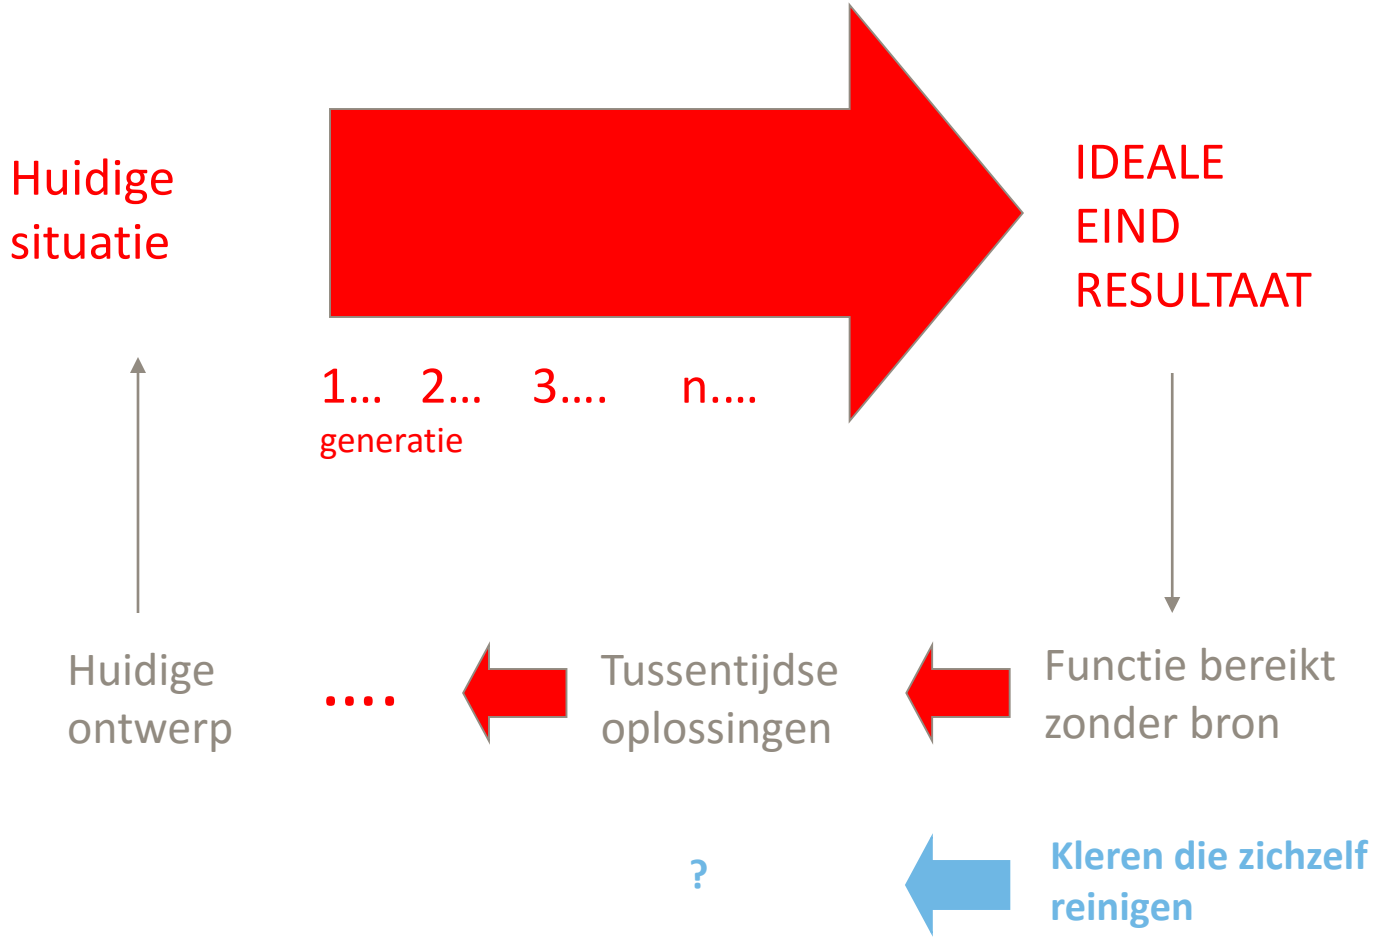 Huidige
situatie
IDEALE
EIND
RESULTAAT
1... 2... 3.... n....
generatie
Huidige
ontwerp
....
Tussentijdse
oplossingen
Functie bereikt
zonder bron
?
Kleren die zichzelf
reinigen